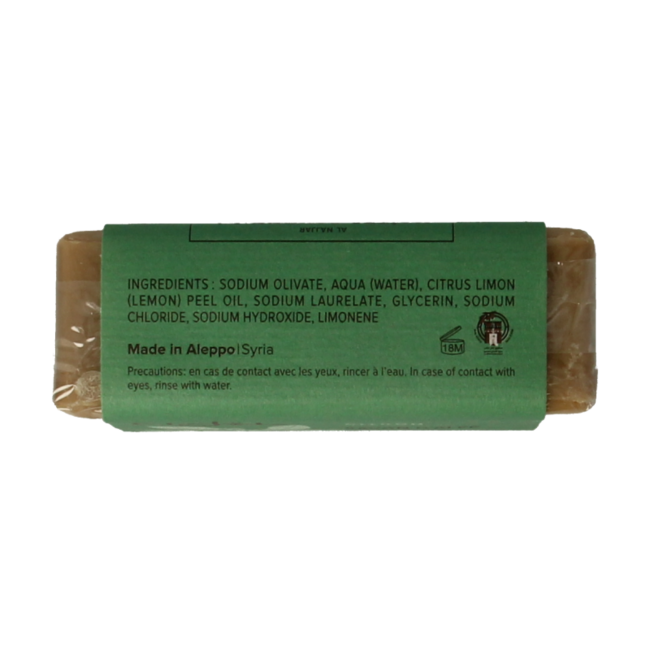 AL NAJJAR
INGREDIENTS : SODIUM OLIVATE, AQUA (WATER), CITRUS LIMON
(LEMON) PEEL OIL, SODIUM LAURELATE, GLYCERIN, SODIUM
CHLORIDE, SODIUM HYDROXIDE, LIMONENE
Made in Aleppo|Syria
18M
Precautions: en cas de contact avec les yeux, rincer à l'eau. In case of contact with
eyes, rinse with water.